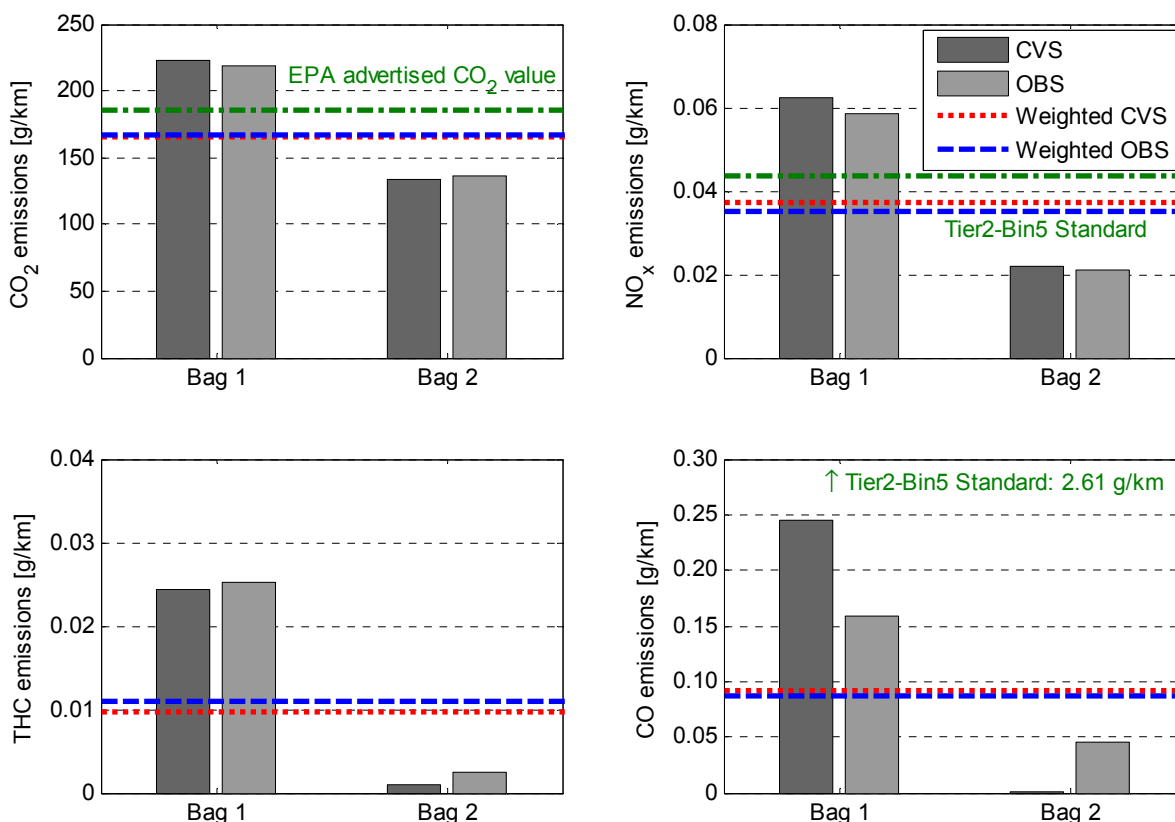 CO2 emissions [g/km]
250
200
150
100
50
0
EPA advertised CO2 value
Bag 1
Bag 2
NOx emissions [g/km]
0.08
0.06
0.04
0.02
0
CVS
OBS
Weighted CVS
Weighted OBS
Tier2-Bin5 Standard
Bag 1
Bag 2
THC emissions [g/km]
0.04
0.03
0.02
0.01
0
Bag 1
Bag 2
CO emissions [g/km]
0.30
0.25
0.20
0.15
0.10
0.05
0
↑ Tier2-Bin5 Standard: 2.61 g/km
Bag 1
Bag 2